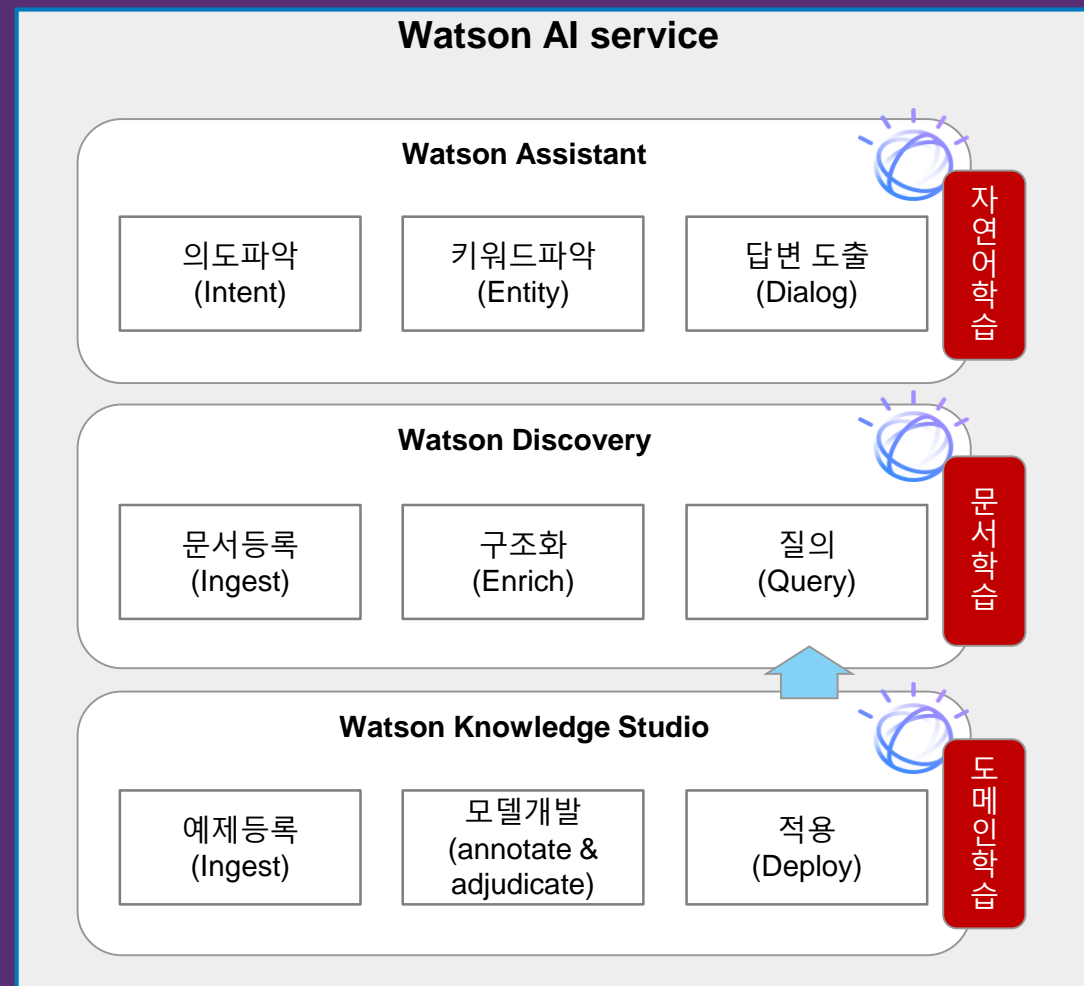 Watson AI service
Watson Assistant
의도파악
(Intent)
키워드파악
(Entity)
답변 도출
(Dialog)
자연어학습
Watson Discovery
문서등록
(Ingest)
구조화
(Enrich)
질의
(Query)
문서학습
Watson Knowledge Studio
예제등록
(Ingest)
모델개발
(annotate &
adjudicate)
적용
(Deploy)
도메인학습